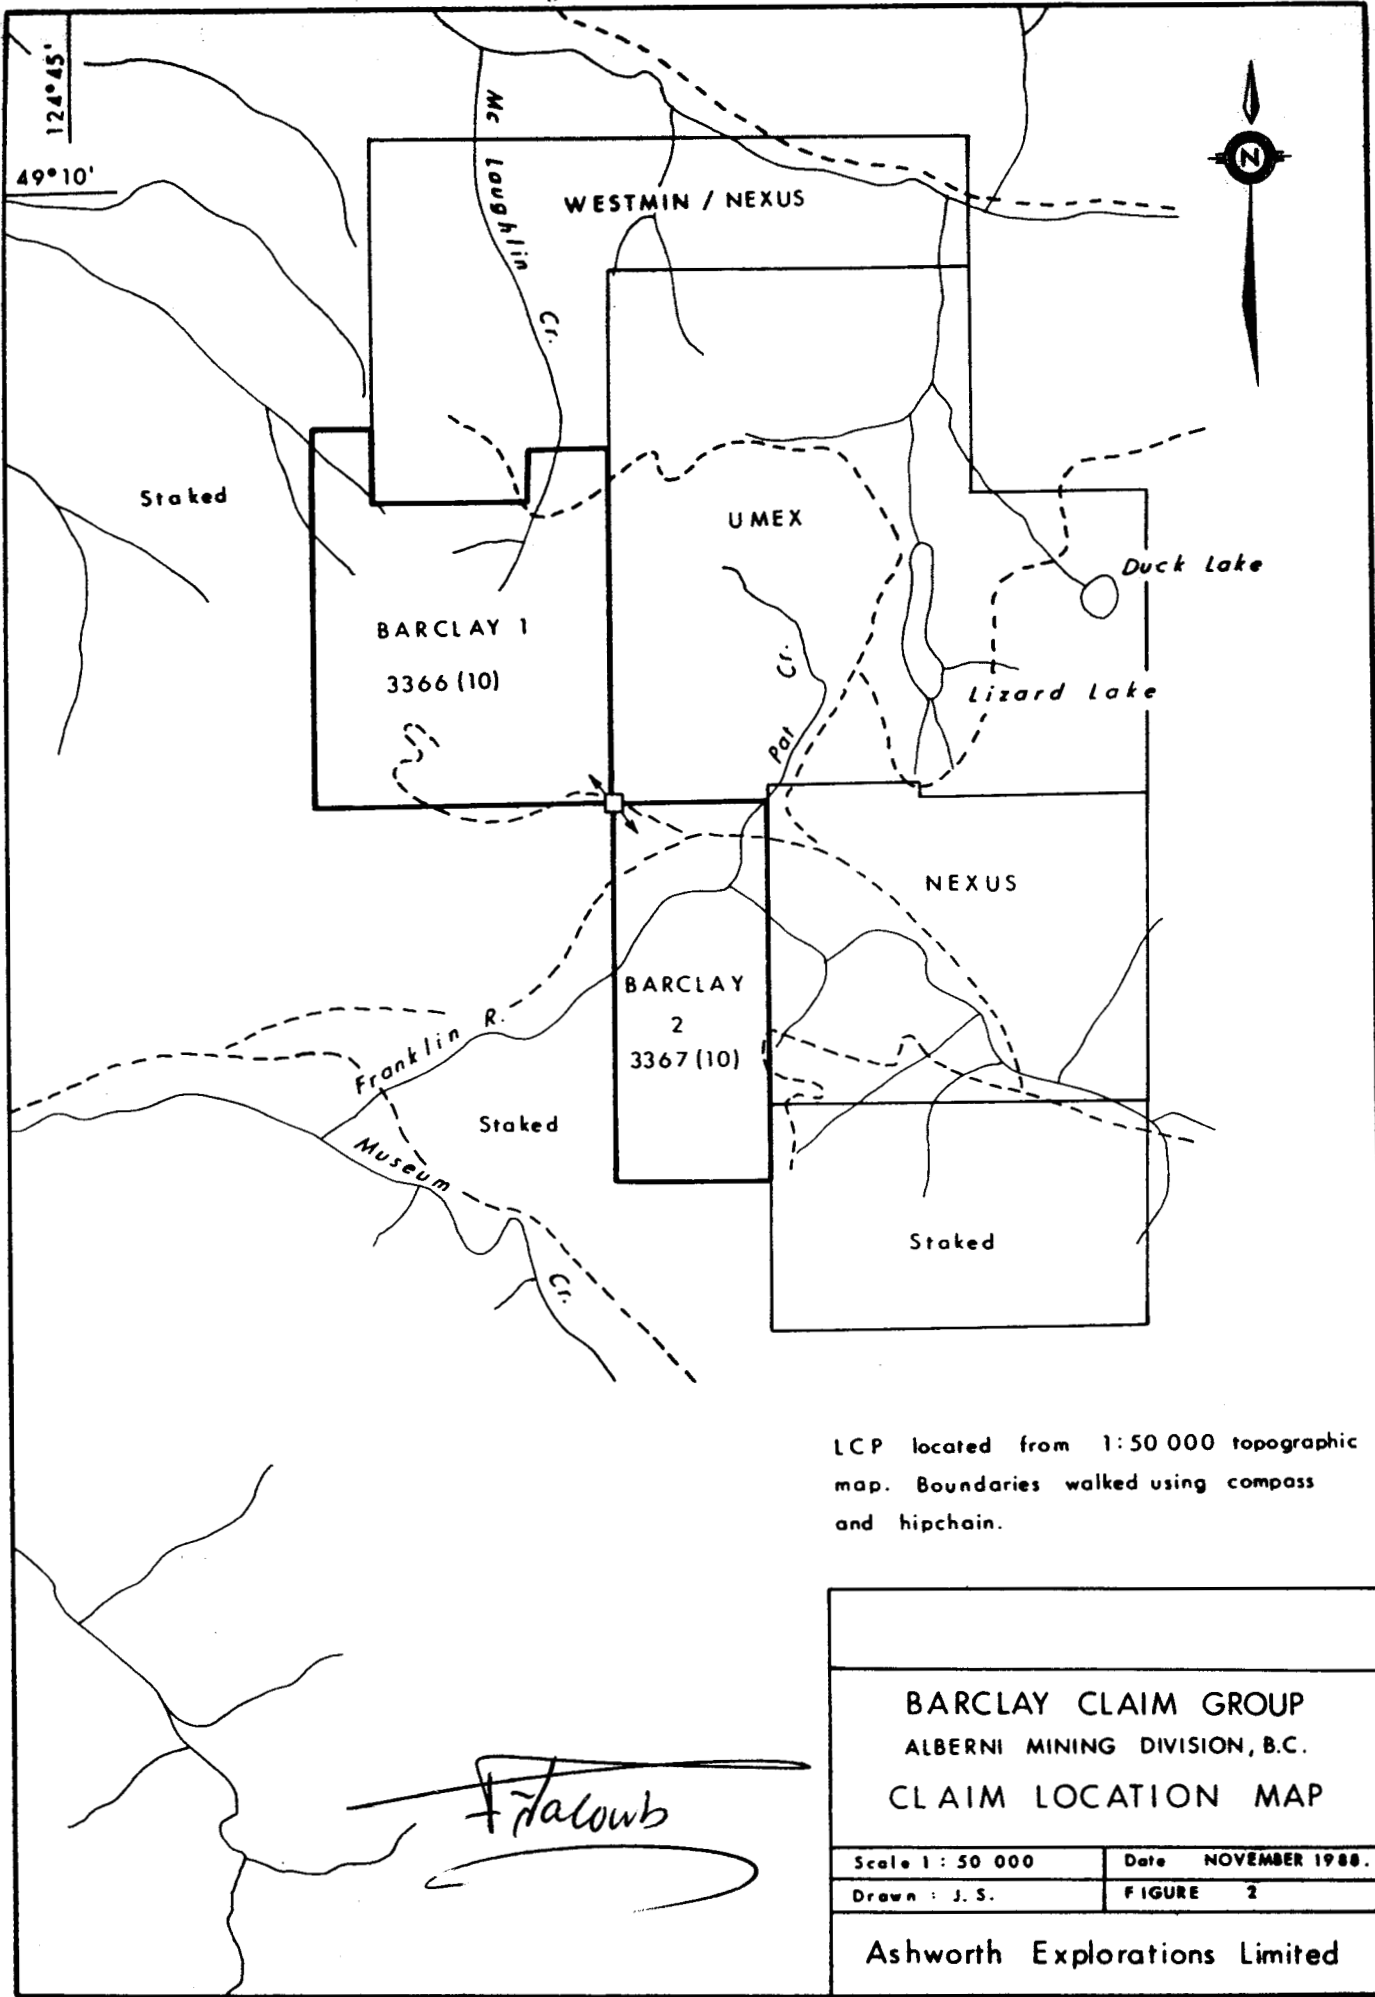 124°45'
49°10'
Mc Laughlin Cr.
WESTMIN / NEXUS
Staked
UMEX
Duck Lake
BARCLAY 1
3366 (10)
Cr.
Pat
Lizard Lake
N
NEXUS
BARCLAY
2
3367 (10)
Franklin R.
Staked
Museum
Cr.
Staked
LCP located from 1:50 000 topographic
map. Boundaries walked using compass
and hipchain.
BARCLAY CLAIM GROUP
ALBERNI MINING DIVISION, B.C.
CLAIM LOCATION MAP
Scale 1 : 50 000
Date NOVEMBER 1988.
Drawn : J. S.
FIGURE 2
Ashworth Explorations Limited